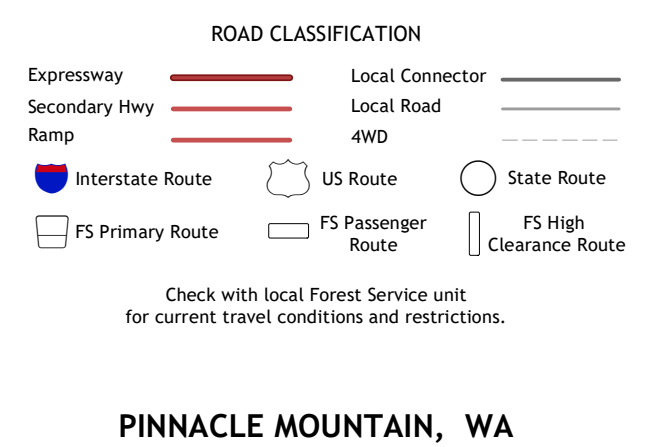 ROAD CLASSIFICATION
Expressway
Local Connector
Secondary Hwy
Local Road
Ramp
4WD
Interstate Route
US Route
State Route
FS Primary Route
FS Passenger
Route
FS High
Clearance Route
Check with local Forest Service unit
for current travel conditions and restrictions.
PINNACLE MOUNTAIN, WA